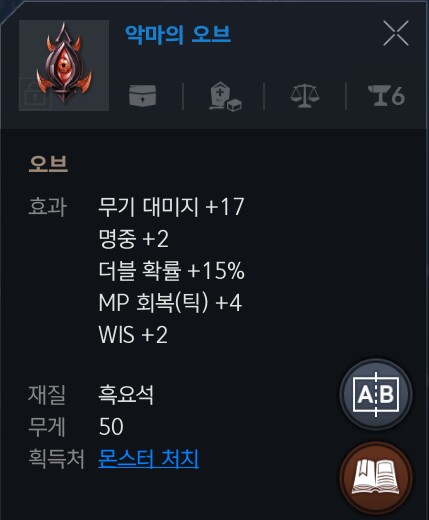 악마의 오브
6
오브
효과 무기 대미지 +17
명중 +2
더블 확률 +15%
MP 회복(틱) +4
WIS +2
재질 흑요석
무게 50
획득처 몬스터 처치
A B